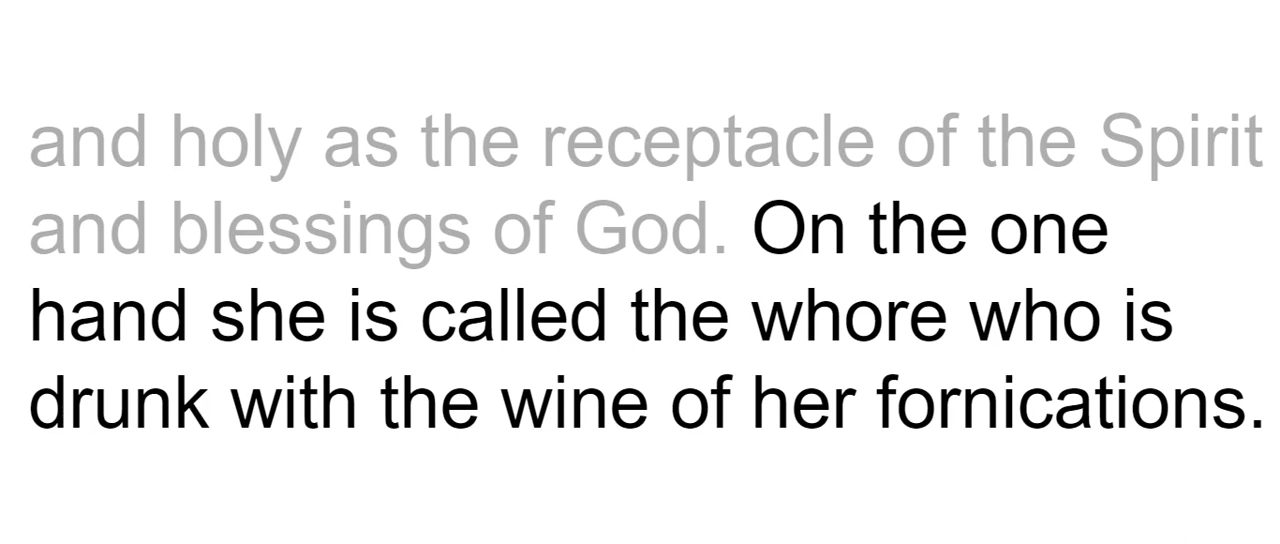 and holy as the receptacle of the Spirit
and blessings of God. On the one
hand she is called the whore who is
drunk with the wine of her fornications.